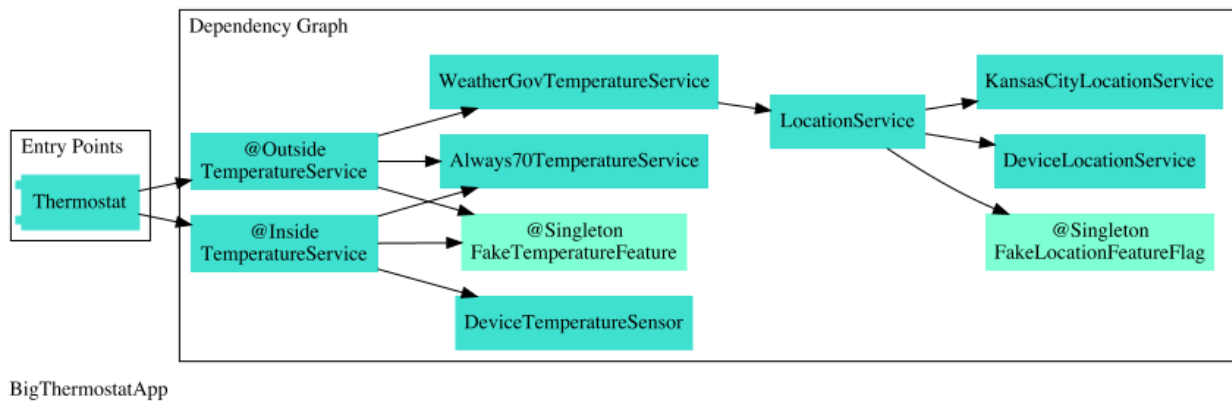 Dependency Graph
Entry Points
Thermostat
@Outside
TemperatureService
@Inside
TemperatureService
WeatherGovTemperatureService
Always70TemperatureService
@Singleton
FakeTemperatureFeature
DeviceTemperatureSensor
LocationService
KansasCityLocationService
DeviceLocationService
@Singleton
FakeLocationFeatureFlag
BigThermostatApp